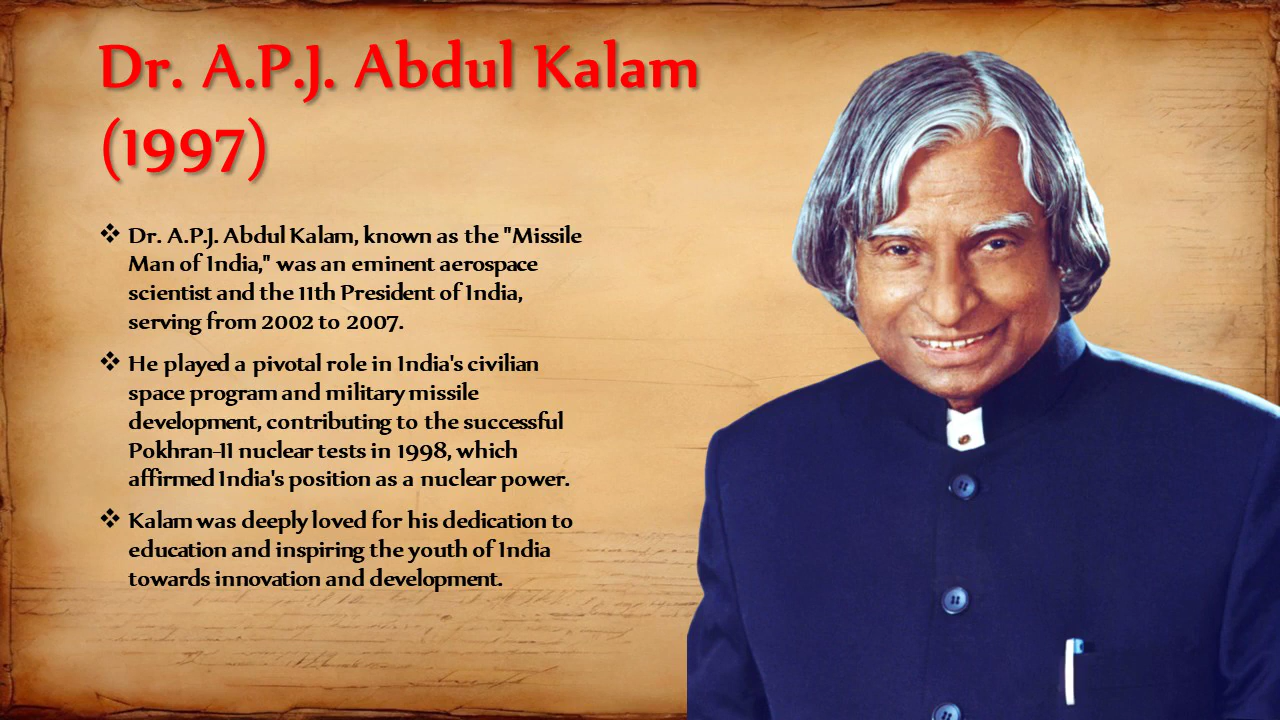 Dr. A.P.J. Abdul Kalam
(1997)
❖ Dr. A.P.J. Abdul Kalam, known as the "Missile
Man of India," was an eminent aerospace
scientist and the 11th President of India,
serving from 2002 to 2007.
❖ He played a pivotal role in India's civilian
space program and military missile
development, contributing to the successful
Pokhran-II nuclear tests in 1998, which
affirmed India's position as a nuclear power.
❖ Kalam was deeply loved for his dedication to
education and inspiring the youth of India
towards innovation and development.